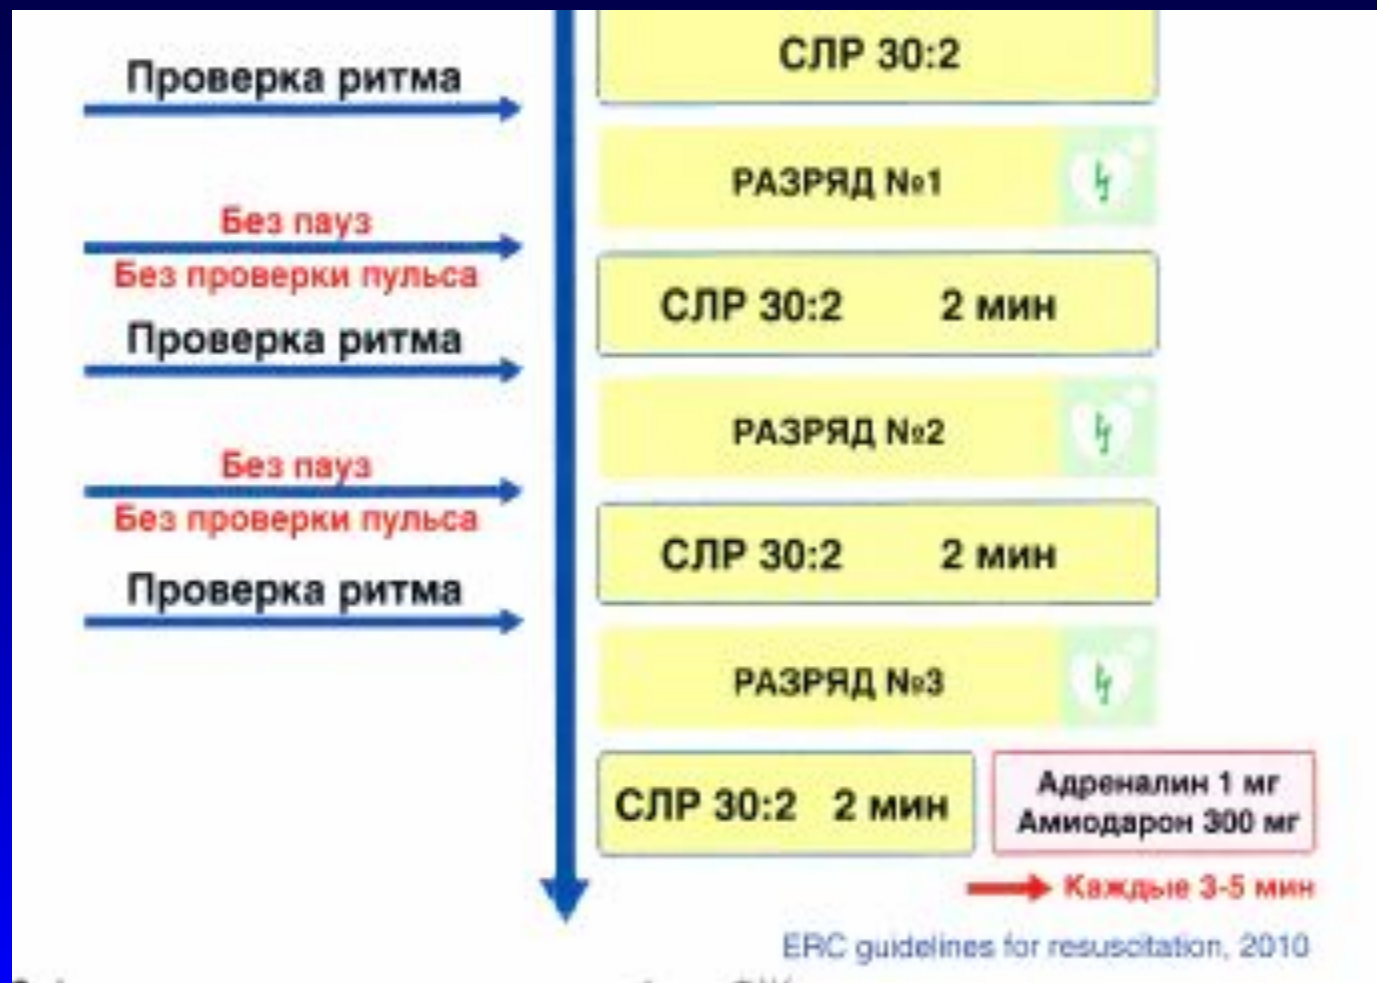 СЛР 30:2
Проверка ритма
РАЗРЯД №1
Без пауз
Без проверки пульса
СЛР 30:2 2 мин
Проверка ритма
РАЗРЯД №2
Без пауз
Без проверки пульса
СЛР 30:2 2 мин
Проверка ритма
РАЗРЯД №3
СЛР 30:2 2 мин
Адреналин 1 мг
Амиодарон 300 мг
Каждые 3-5 мин
ERC guidelines for resuscitation, 2010